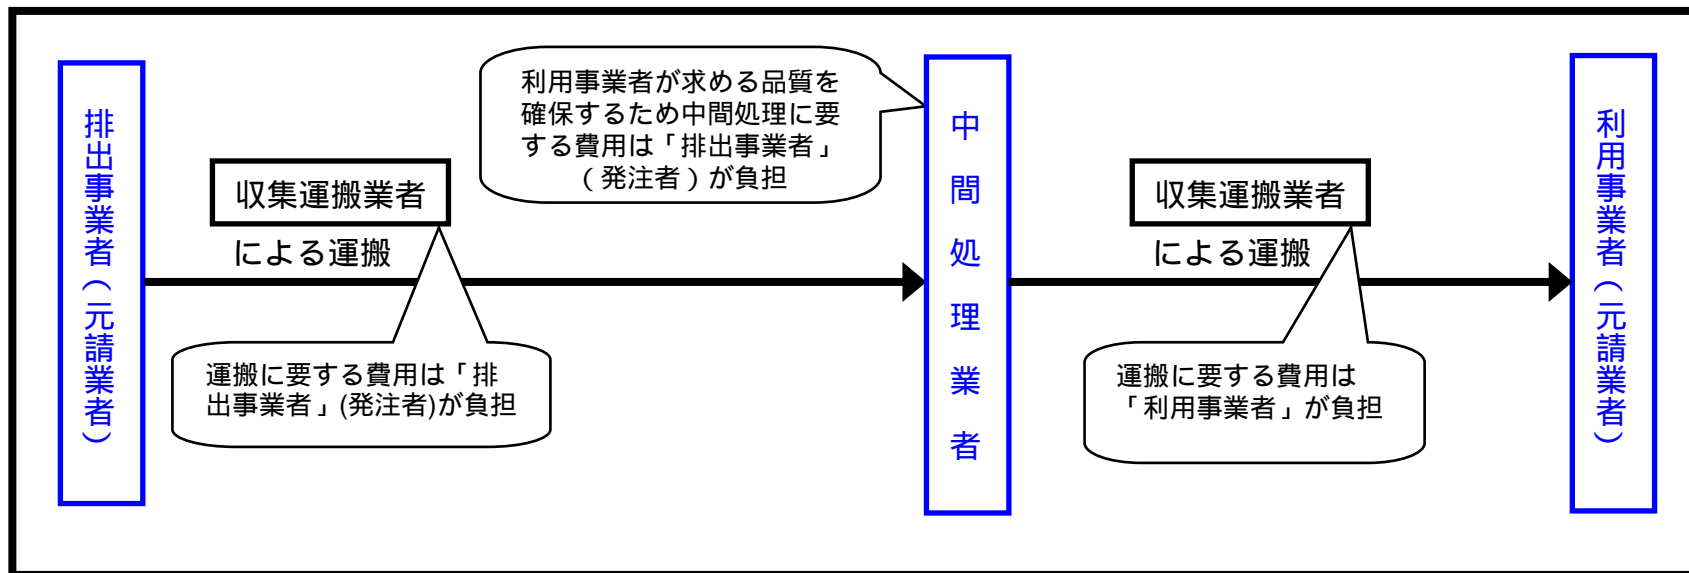 排出事業者（元請業者）
収集運搬業者
による運搬
運搬に要する費用は「排
出事業者」(発注者)が負担
利用事業者が求める品質を
確保するため中間処理に要
する費用は「排出事業者」
（発注者）が負担
中間処理業者
収集運搬業者
による運搬
運搬に要する費用は
「利用事業者」が負担
利用事業者（元請業者）